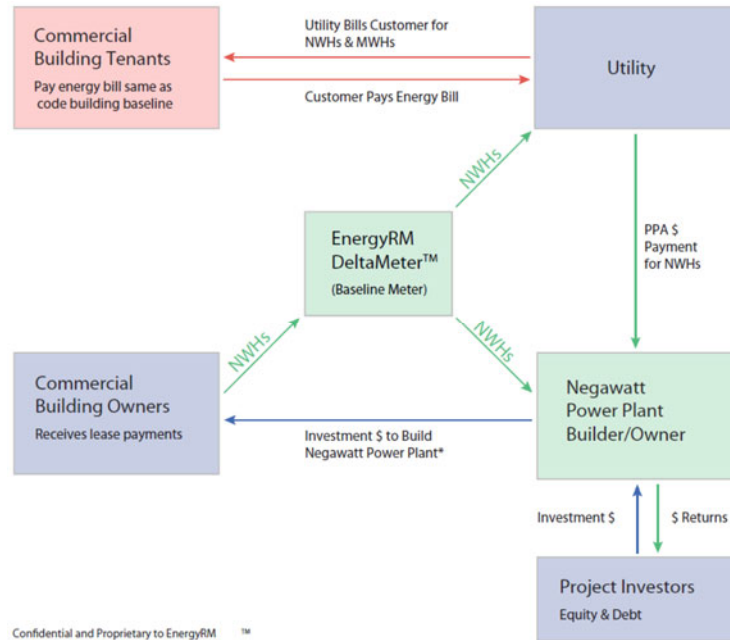 Commercial
Building Tenants
Pay energy bill same as
code building baseline
Utility Bills Customer for
NWHs & MWHs
Customer Pays Energy Bill
Utility
NWHs
EnergyRM
DeltaMeter™
(Baseline Meter)
PPA $
Payment
for NWHs
NWHs
NWHs
Commercial
Building Owners
Receives lease payments
Investment $ to Build
Negawatt Power Plant*
Negawatt
Power Plant
Builder/Owner
Investment $
$ Returns
Project Investors
Equity & Debt
Confidential and Proprietary to EnergyRM ™